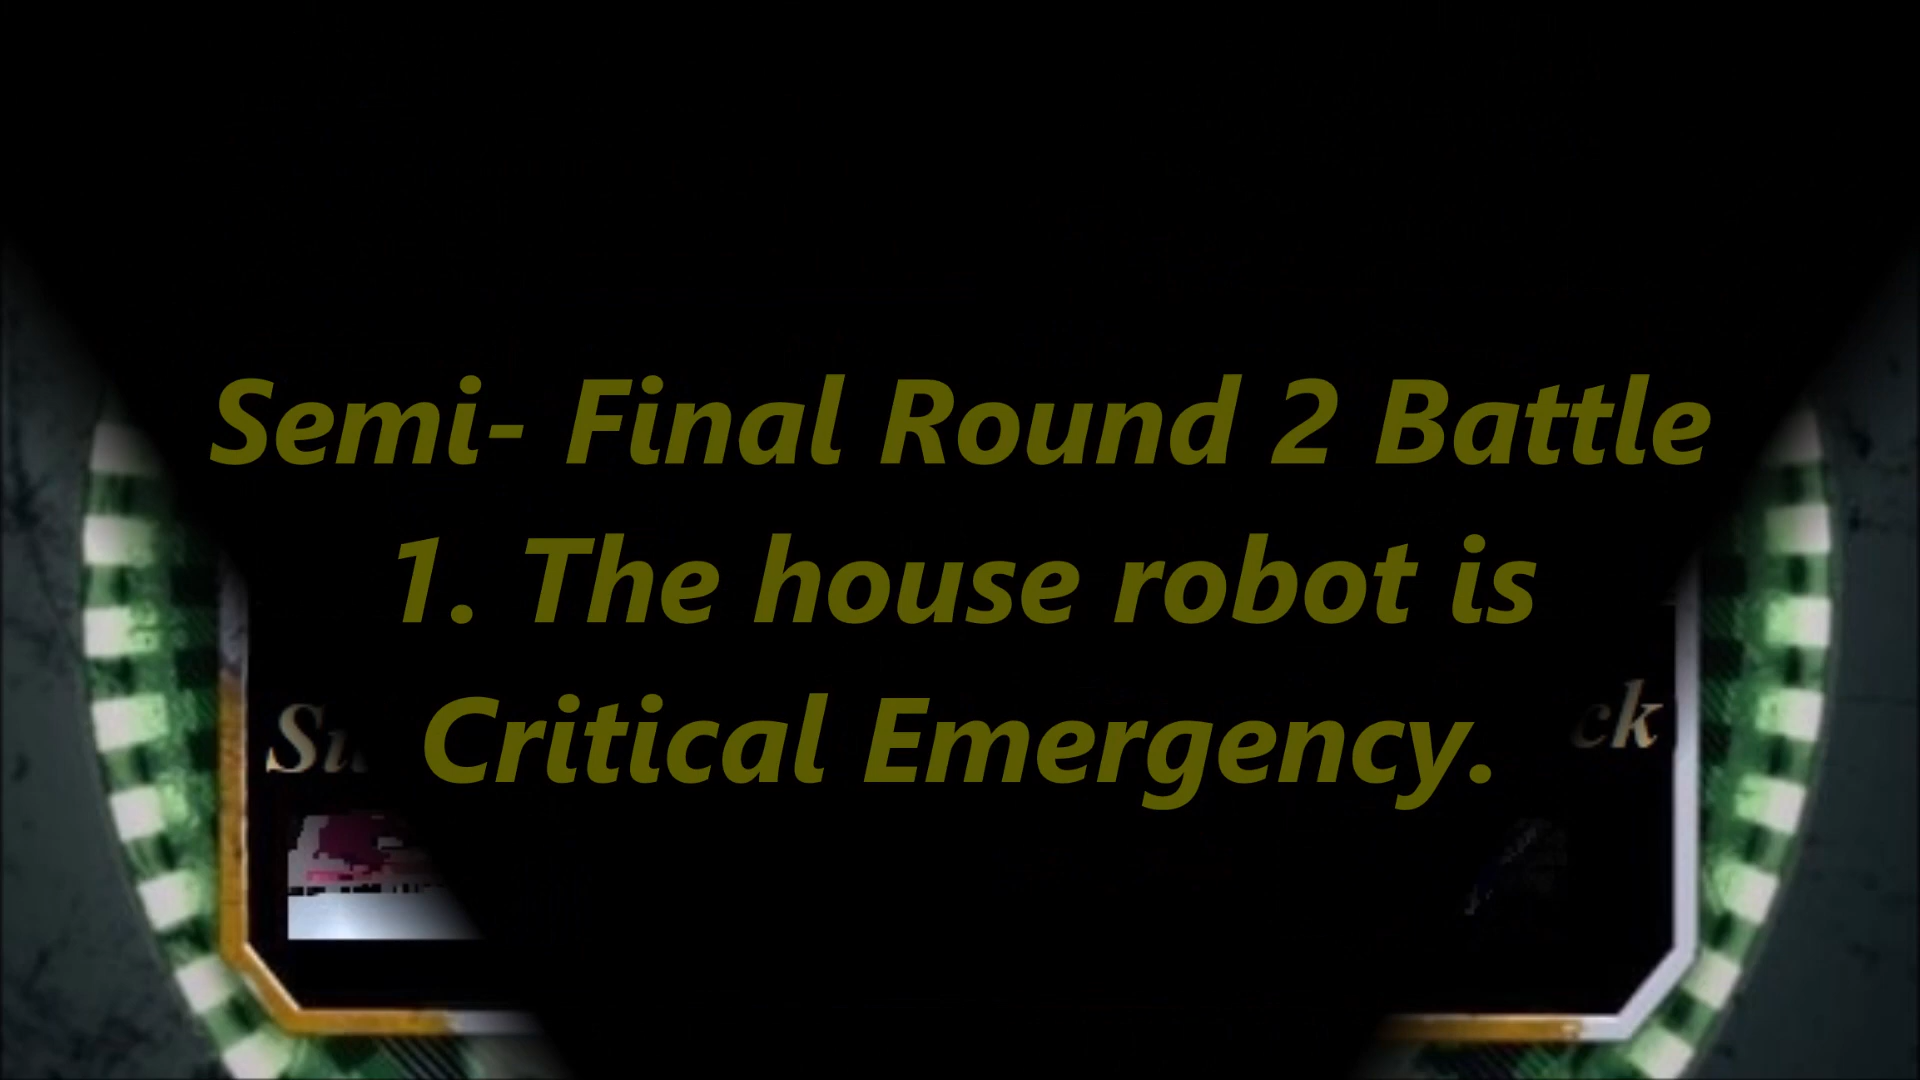 Semi- Final Round 2 Battle
1. The house robot is
Critical Emergency.